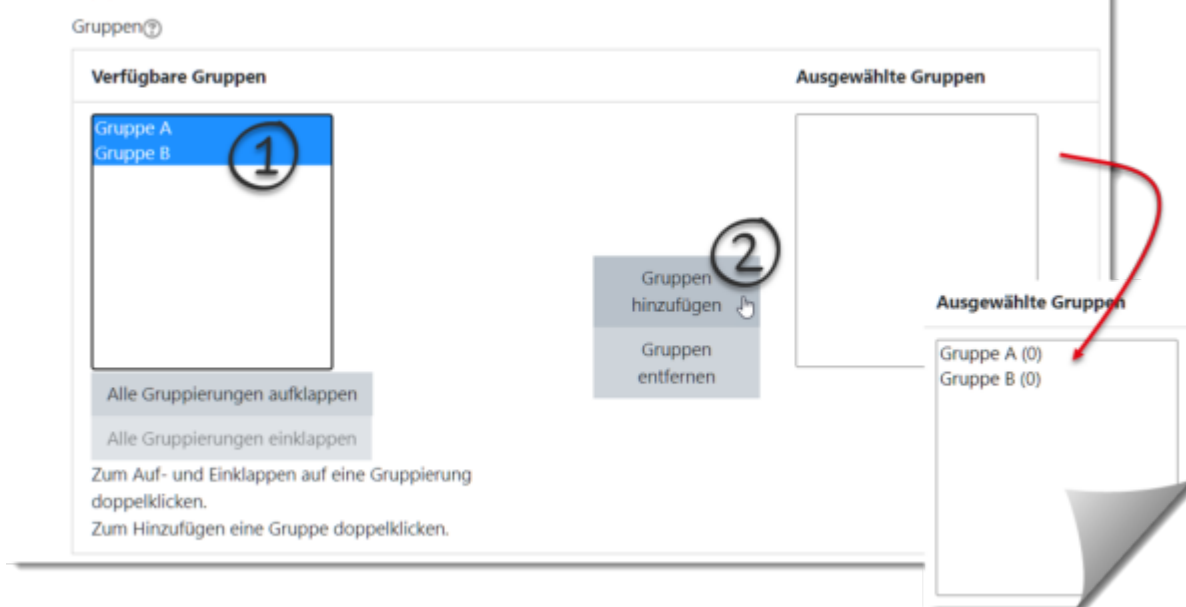 Gruppen?
Verfügbare Gruppen
Ausgewählte Gruppen
Gruppe A
Gruppe B
1
2
Gruppen
hinzufügen
Gruppen
entfernen
Alle Gruppierungen aufklappen
Alle Gruppierungen einklappen
Zum Auf- und Einklappen auf eine Gruppierung
doppelklicken.
Zum Hinzufügen eine Gruppe doppelklicken.
Ausgewählte Gruppen
Gruppe A (0)
Gruppe B (0)